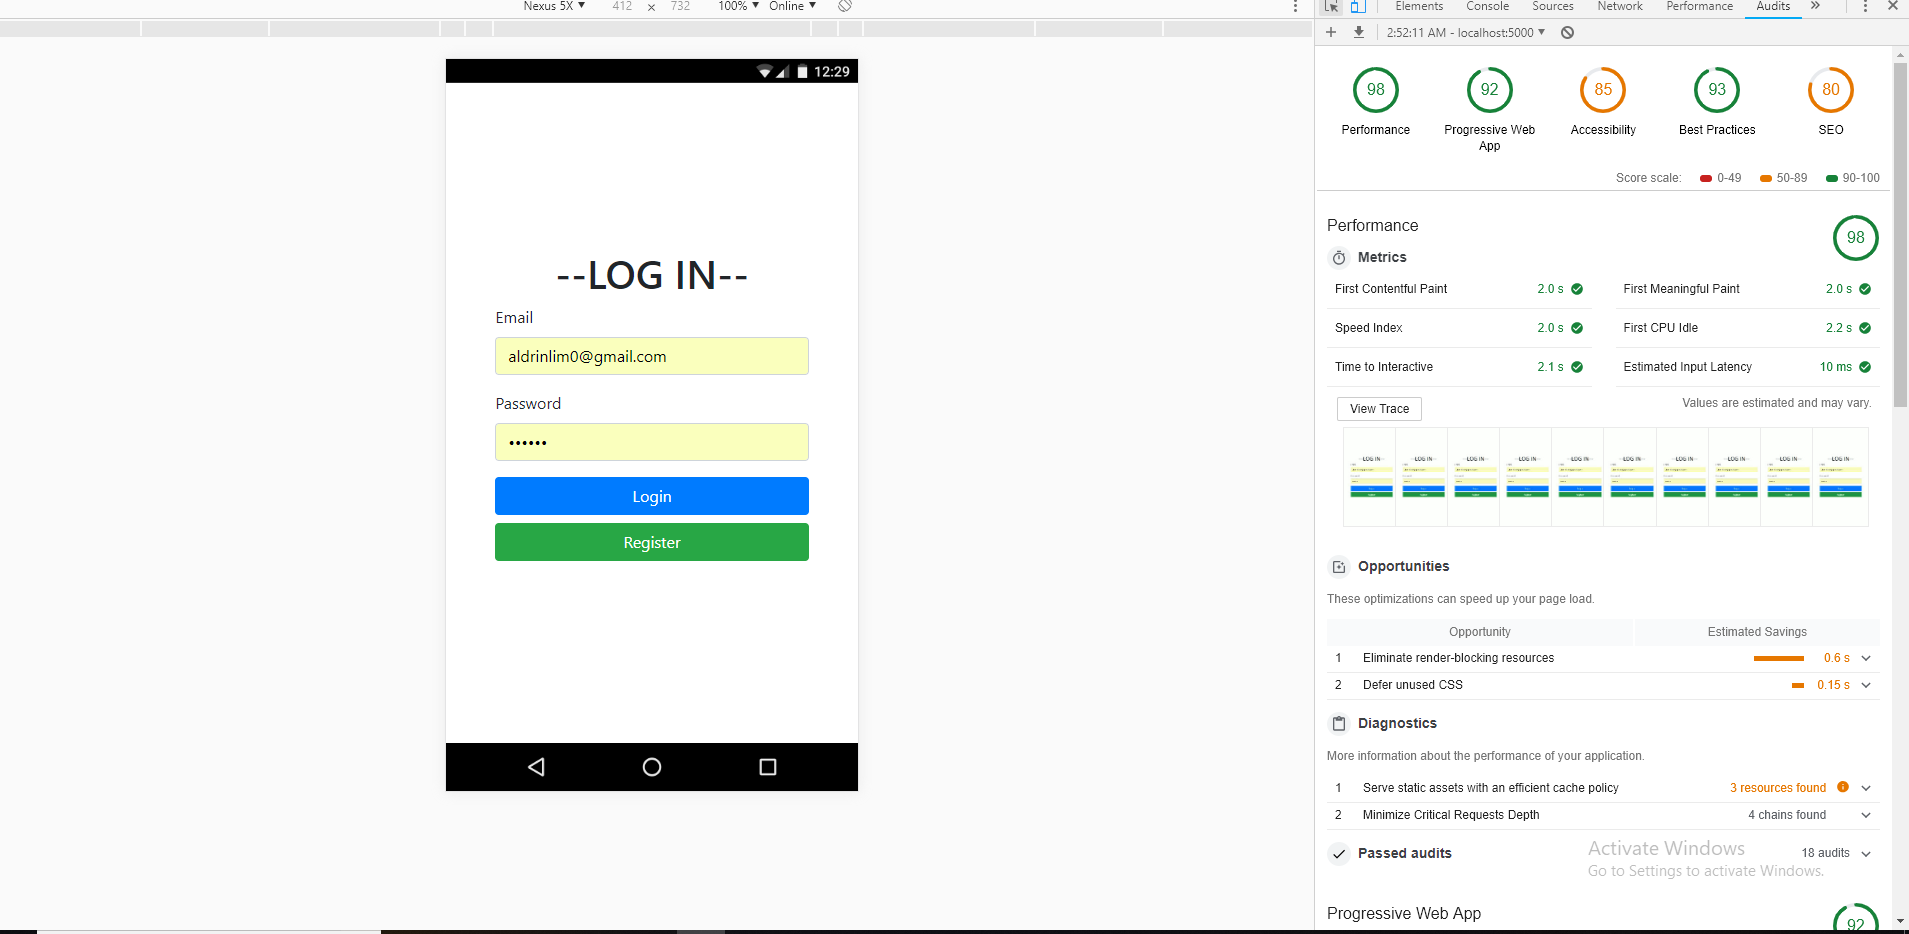 Nexus 5X ▼ 412 × 732 100% ▼ Online ▼
Elements Console Sources Network Performance Audits »
2:52:11 AM - localhost:5000 ▼
12:29
--LOG IN--
Email
aldrinlim0@gmail.com
Password
••••••
Login
Register
98 92 85 93 80
Performance Progressive Web App Accessibility Best Practices SEO
Score scale: 0-49 50-89 90-100
Performance 98
Metrics
First Contentful Paint 2.0 s First Meaningful Paint 2.0 s
Speed Index 2.0 s First CPU Idle 2.2 s
Time to Interactive 2.1 s Estimated Input Latency 10 ms
View Trace Values are estimated and may vary.
Opportunities
These optimizations can speed up your page load.
Opportunity Estimated Savings
1 Eliminate render-blocking resources 0.6 s
2 Defer unused CSS 0.15 s
Diagnostics
More information about the performance of your application.
1 Serve static assets with an efficient cache policy 3 resources found
2 Minimize Critical Requests Depth 4 chains found
Passed audits 18 audits
Activate Windows
Go to Settings to activate Windows.
Progressive Web App 92